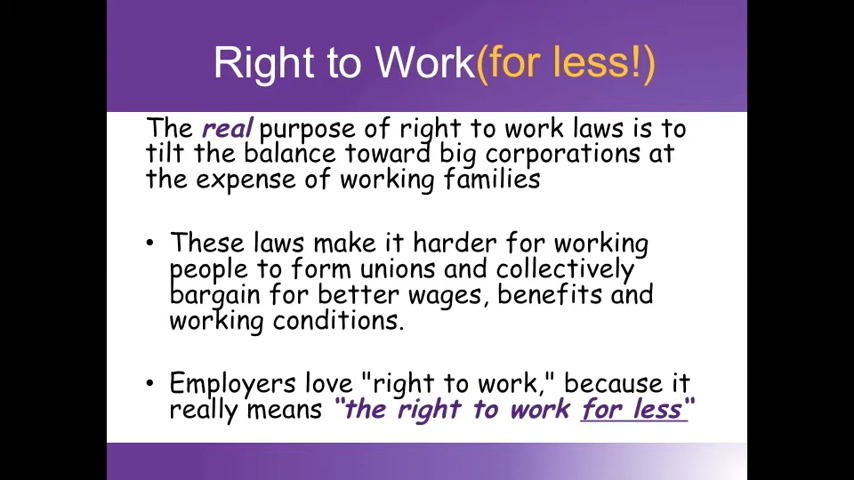 Right to Work(for less!)
The real purpose of right to work laws is to
tilt the balance toward big corporations at
the expense of working families
• These laws make it harder for working
people to form unions and collectively
bargain for better wages, benefits and
working conditions.
• Employers love "right to work," because it
really means “the right to work for less“